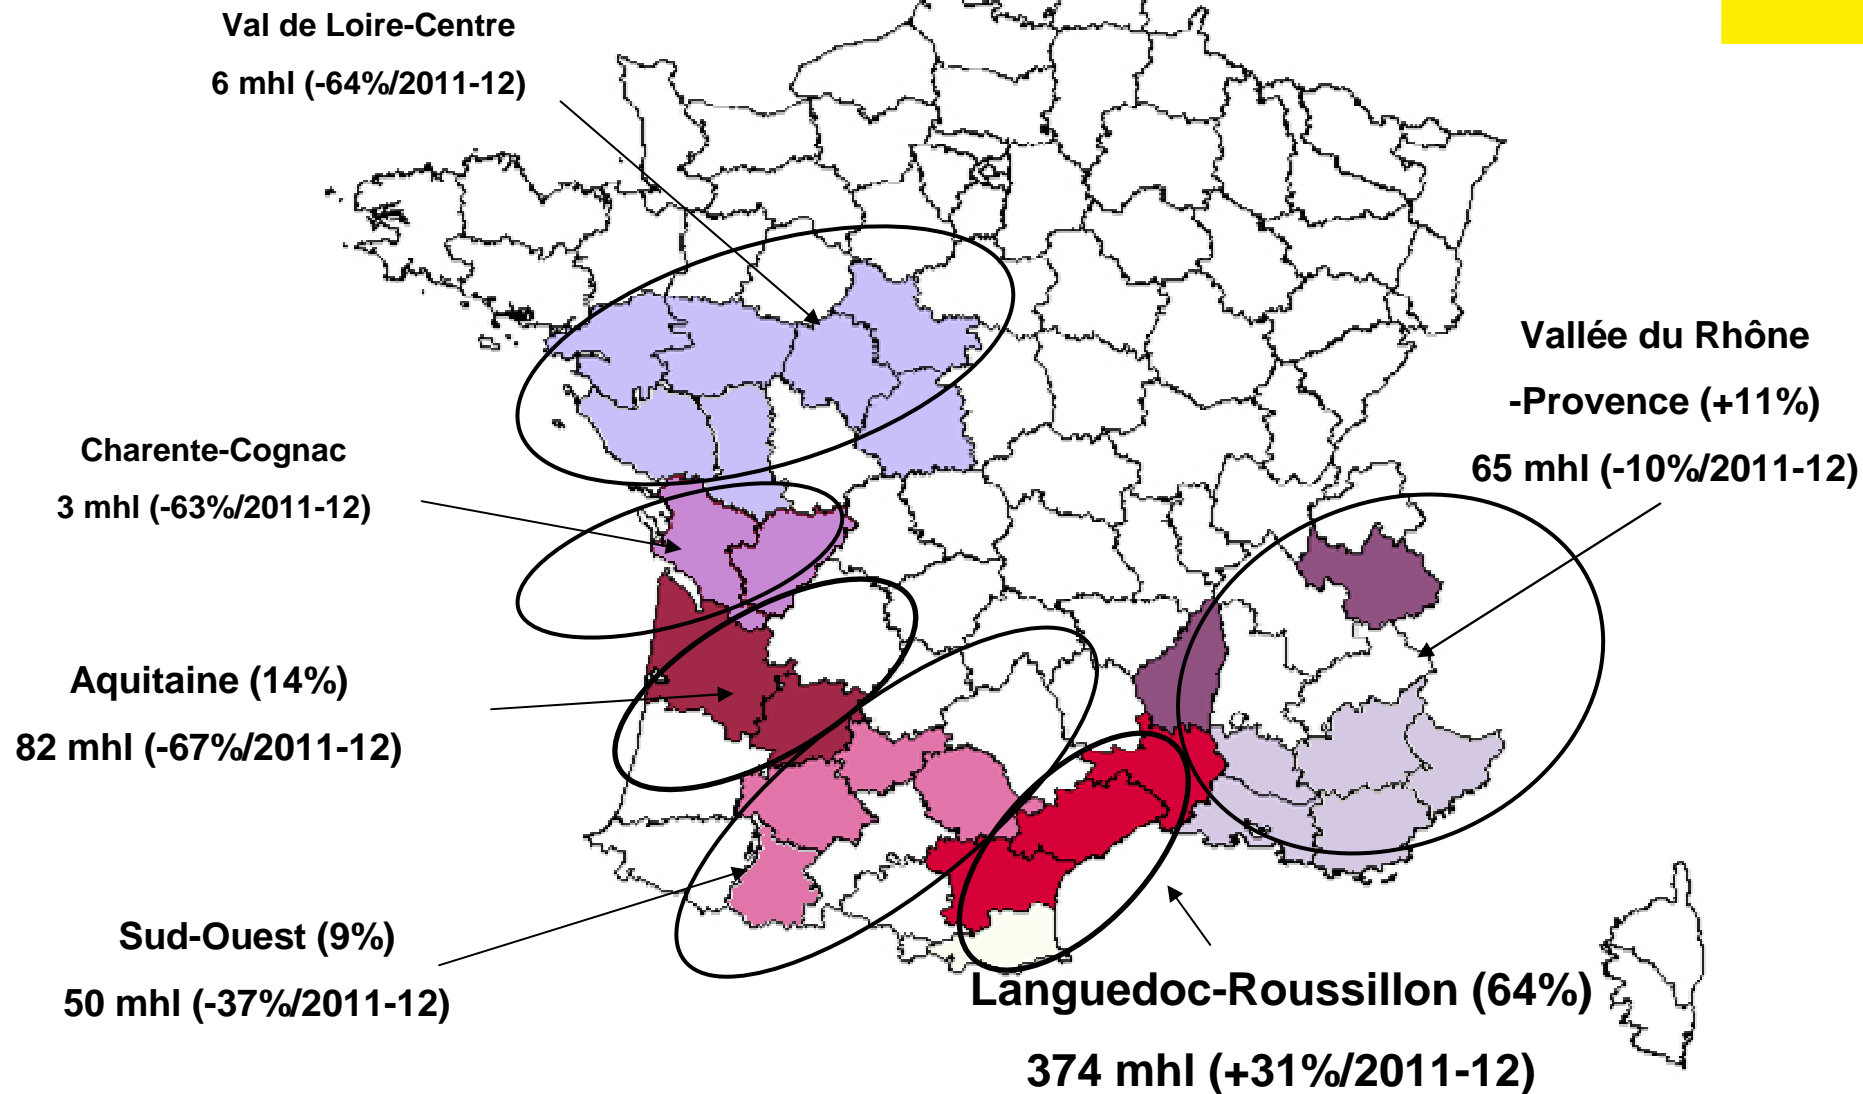 Val de Loire-Centre
6 mhl (-64%/2011-12)
Vallée du Rhône
-Provence (+11%)
65 mhl (-10%/2011-12)
Charente-Cognac
3 mhl (-63%/2011-12)
Aquitaine (14%)
82 mhl (-67%/2011-12)
Sud-Ouest (9%)
50 mhl (-37%/2011-12)
Languedoc-Roussillon (64%)
374 mhl (+31%/2011-12)